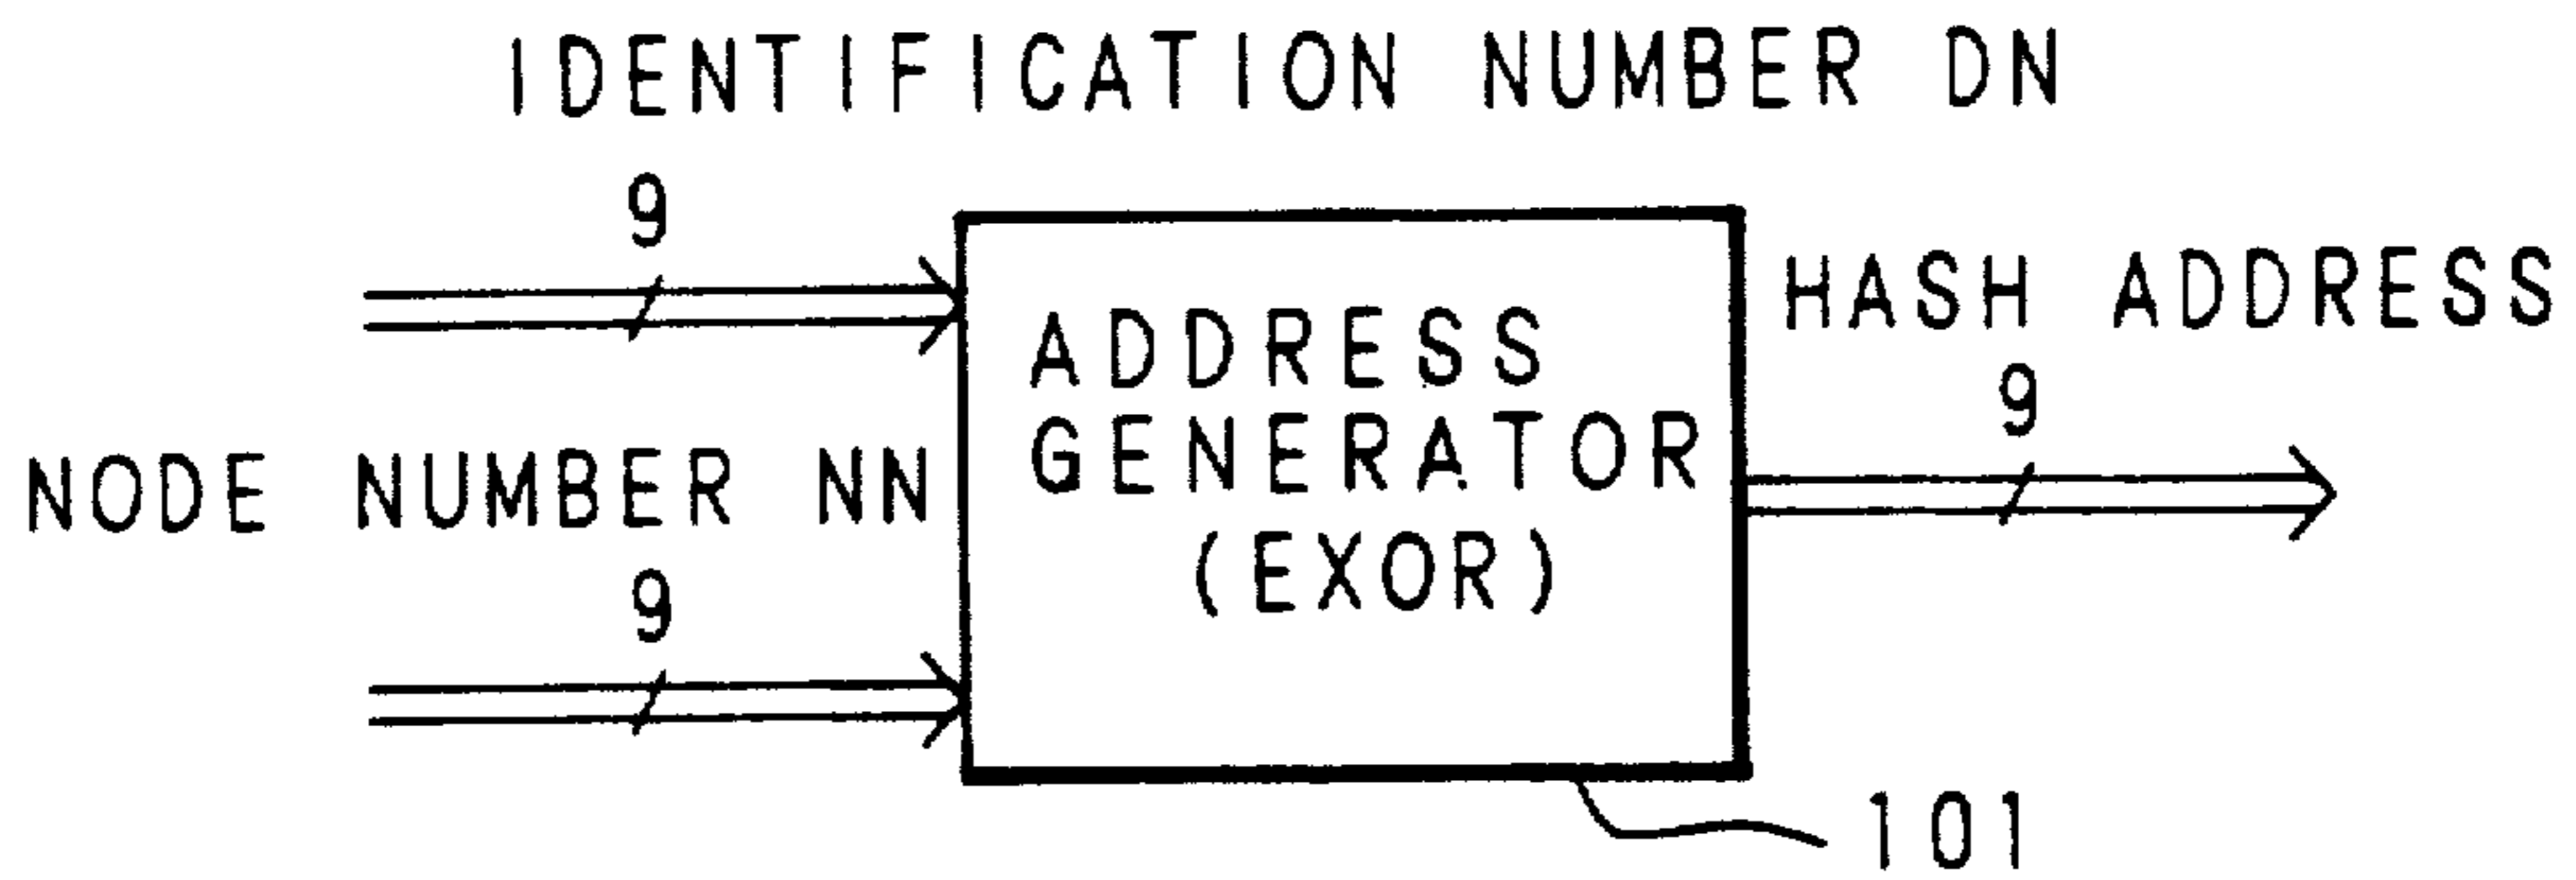 IDENTIFICATION NUMBER DN
9
HASH ADDRESS
9
ADDRESS
GENERATOR
(EXOR)
NODE NUMBER NN
9
101